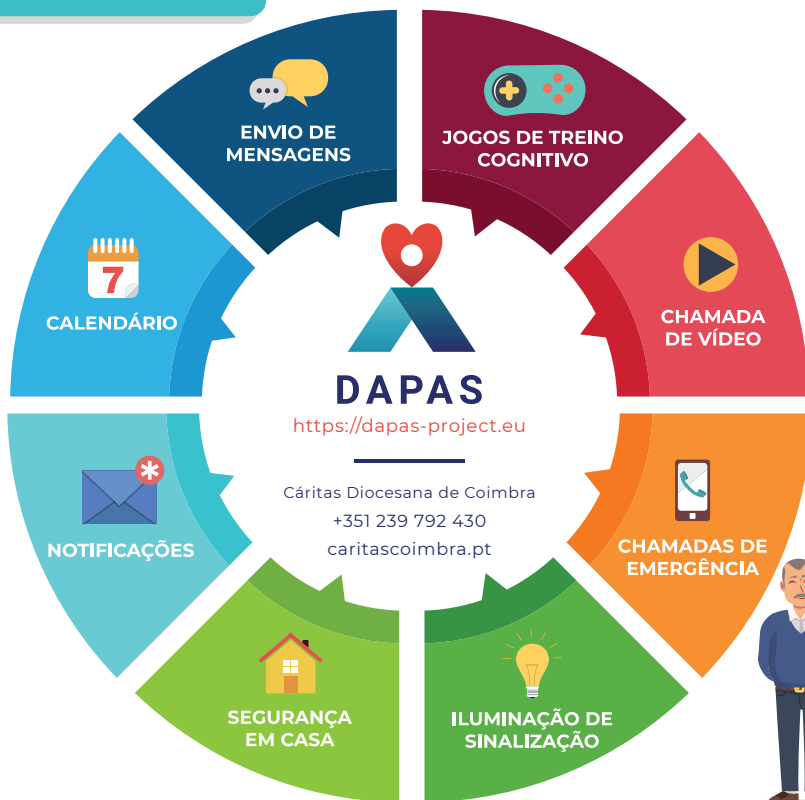 ENVIO DE
MENSAGENS
JOGOS DE TREINO
COGNITIVO
CALENDÁRIO
7
CHAMADA
DE VÍDEO
DAPAS
https://dapas-project.eu
Cáritas Diocesana de Coimbra
+351 239 792 430
caritascoimbra.pt
NOTIFICAÇÕES
CHAMADAS DE
EMERGÊNCIA
SEGURANÇA
EM CASA
ILUMINAÇÃO DE
SINALIZAÇÃO